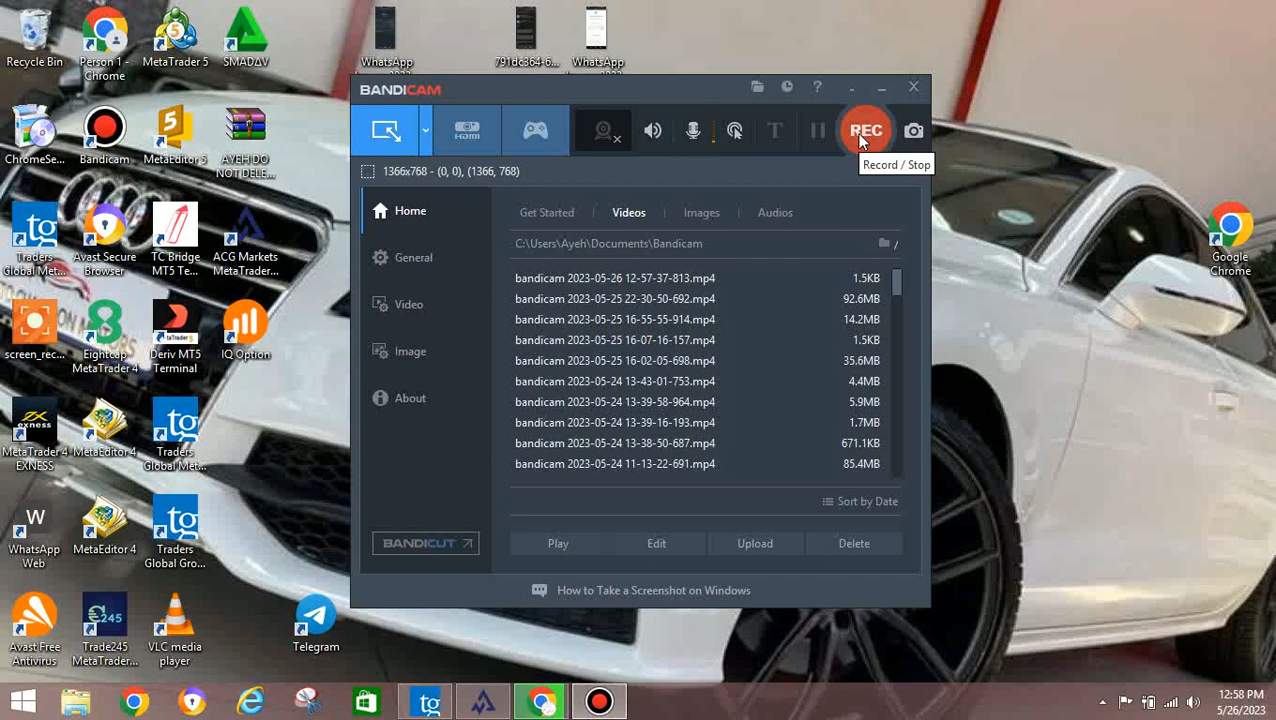 Recycle Bin
Person 1 -
Chrome
MetaTrader 5
SMADΔV
WhatsApp
791dc364-6...
WhatsApp
ChromeSe...
Bandicam
MetaEditor 5
AYEH DO
NOT DELE...
Traders
Global Met...
Avast Secure
Browser
TC Bridge
MT5 Te...
ACG Markets
MetaTrader...
screen_rec...
Eightcap
MetaTrader 4
Deriv MT5
Terminal
IQ Option
MetaTrader 4
EXNESS
MetaEditor 4
Traders
Global Met...
WhatsApp
Web
MetaEditor 4
Traders
Global Gro...
Avast Free
Antivirus
Trade245
MetaTrader...
VLC media
player
Telegram
Google
Chrome
BANDICAM
?
HDMI
T
REC
Record / Stop
1366x768 - (0, 0), (1366, 768)
Home
General
Video
Image
About
BANDICUT
Get Started
Videos
Images
Audios
C:\Users\Ayeh\Documents\Bandicam
/
bandicam 2023-05-26 12-57-37-813.mp4 1.5KB
bandicam 2023-05-25 22-30-50-692.mp4 92.6MB
bandicam 2023-05-25 16-55-55-914.mp4 14.2MB
bandicam 2023-05-25 16-07-16-157.mp4 1.5KB
bandicam 2023-05-25 16-02-05-698.mp4 35.6MB
bandicam 2023-05-24 13-43-01-753.mp4 4.4MB
bandicam 2023-05-24 13-39-58-964.mp4 5.9MB
bandicam 2023-05-24 13-39-16-193.mp4 1.7MB
bandicam 2023-05-24 13-38-50-687.mp4 671.1KB
bandicam 2023-05-24 11-13-22-691.mp4 85.4MB
Sort by Date
Play
Edit
Upload
Delete
How to Take a Screenshot on Windows
12:58 PM
5/26/2023